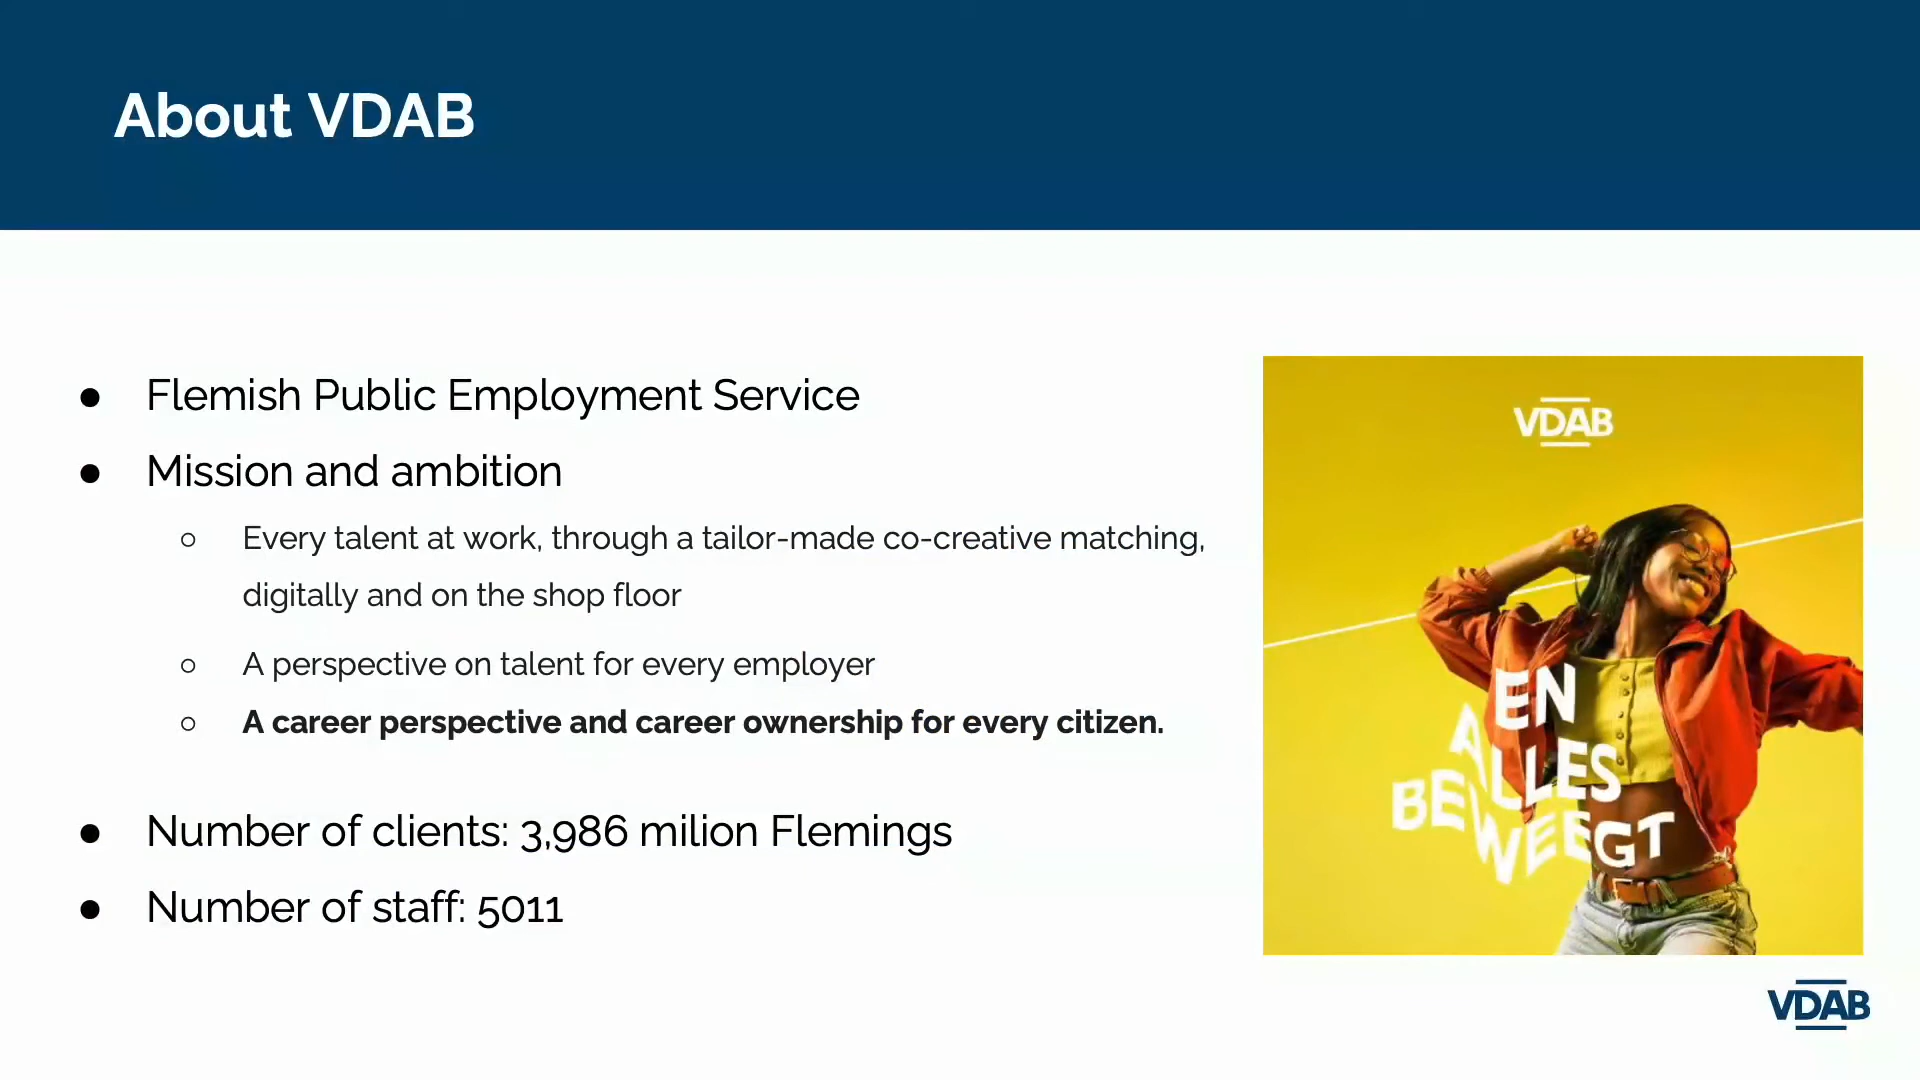 About VDAB
● Flemish Public Employment Service
● Mission and ambition
○ Every talent at work, through a tailor-made co-creative matching,
digitally and on the shop floor
○ A perspective on talent for every employer
○ A career perspective and career ownership for every citizen.
● Number of clients: 3,986 milion Flemings
● Number of staff: 5011
VDAB
EN
ALLES
BEWEEGT
VDAB